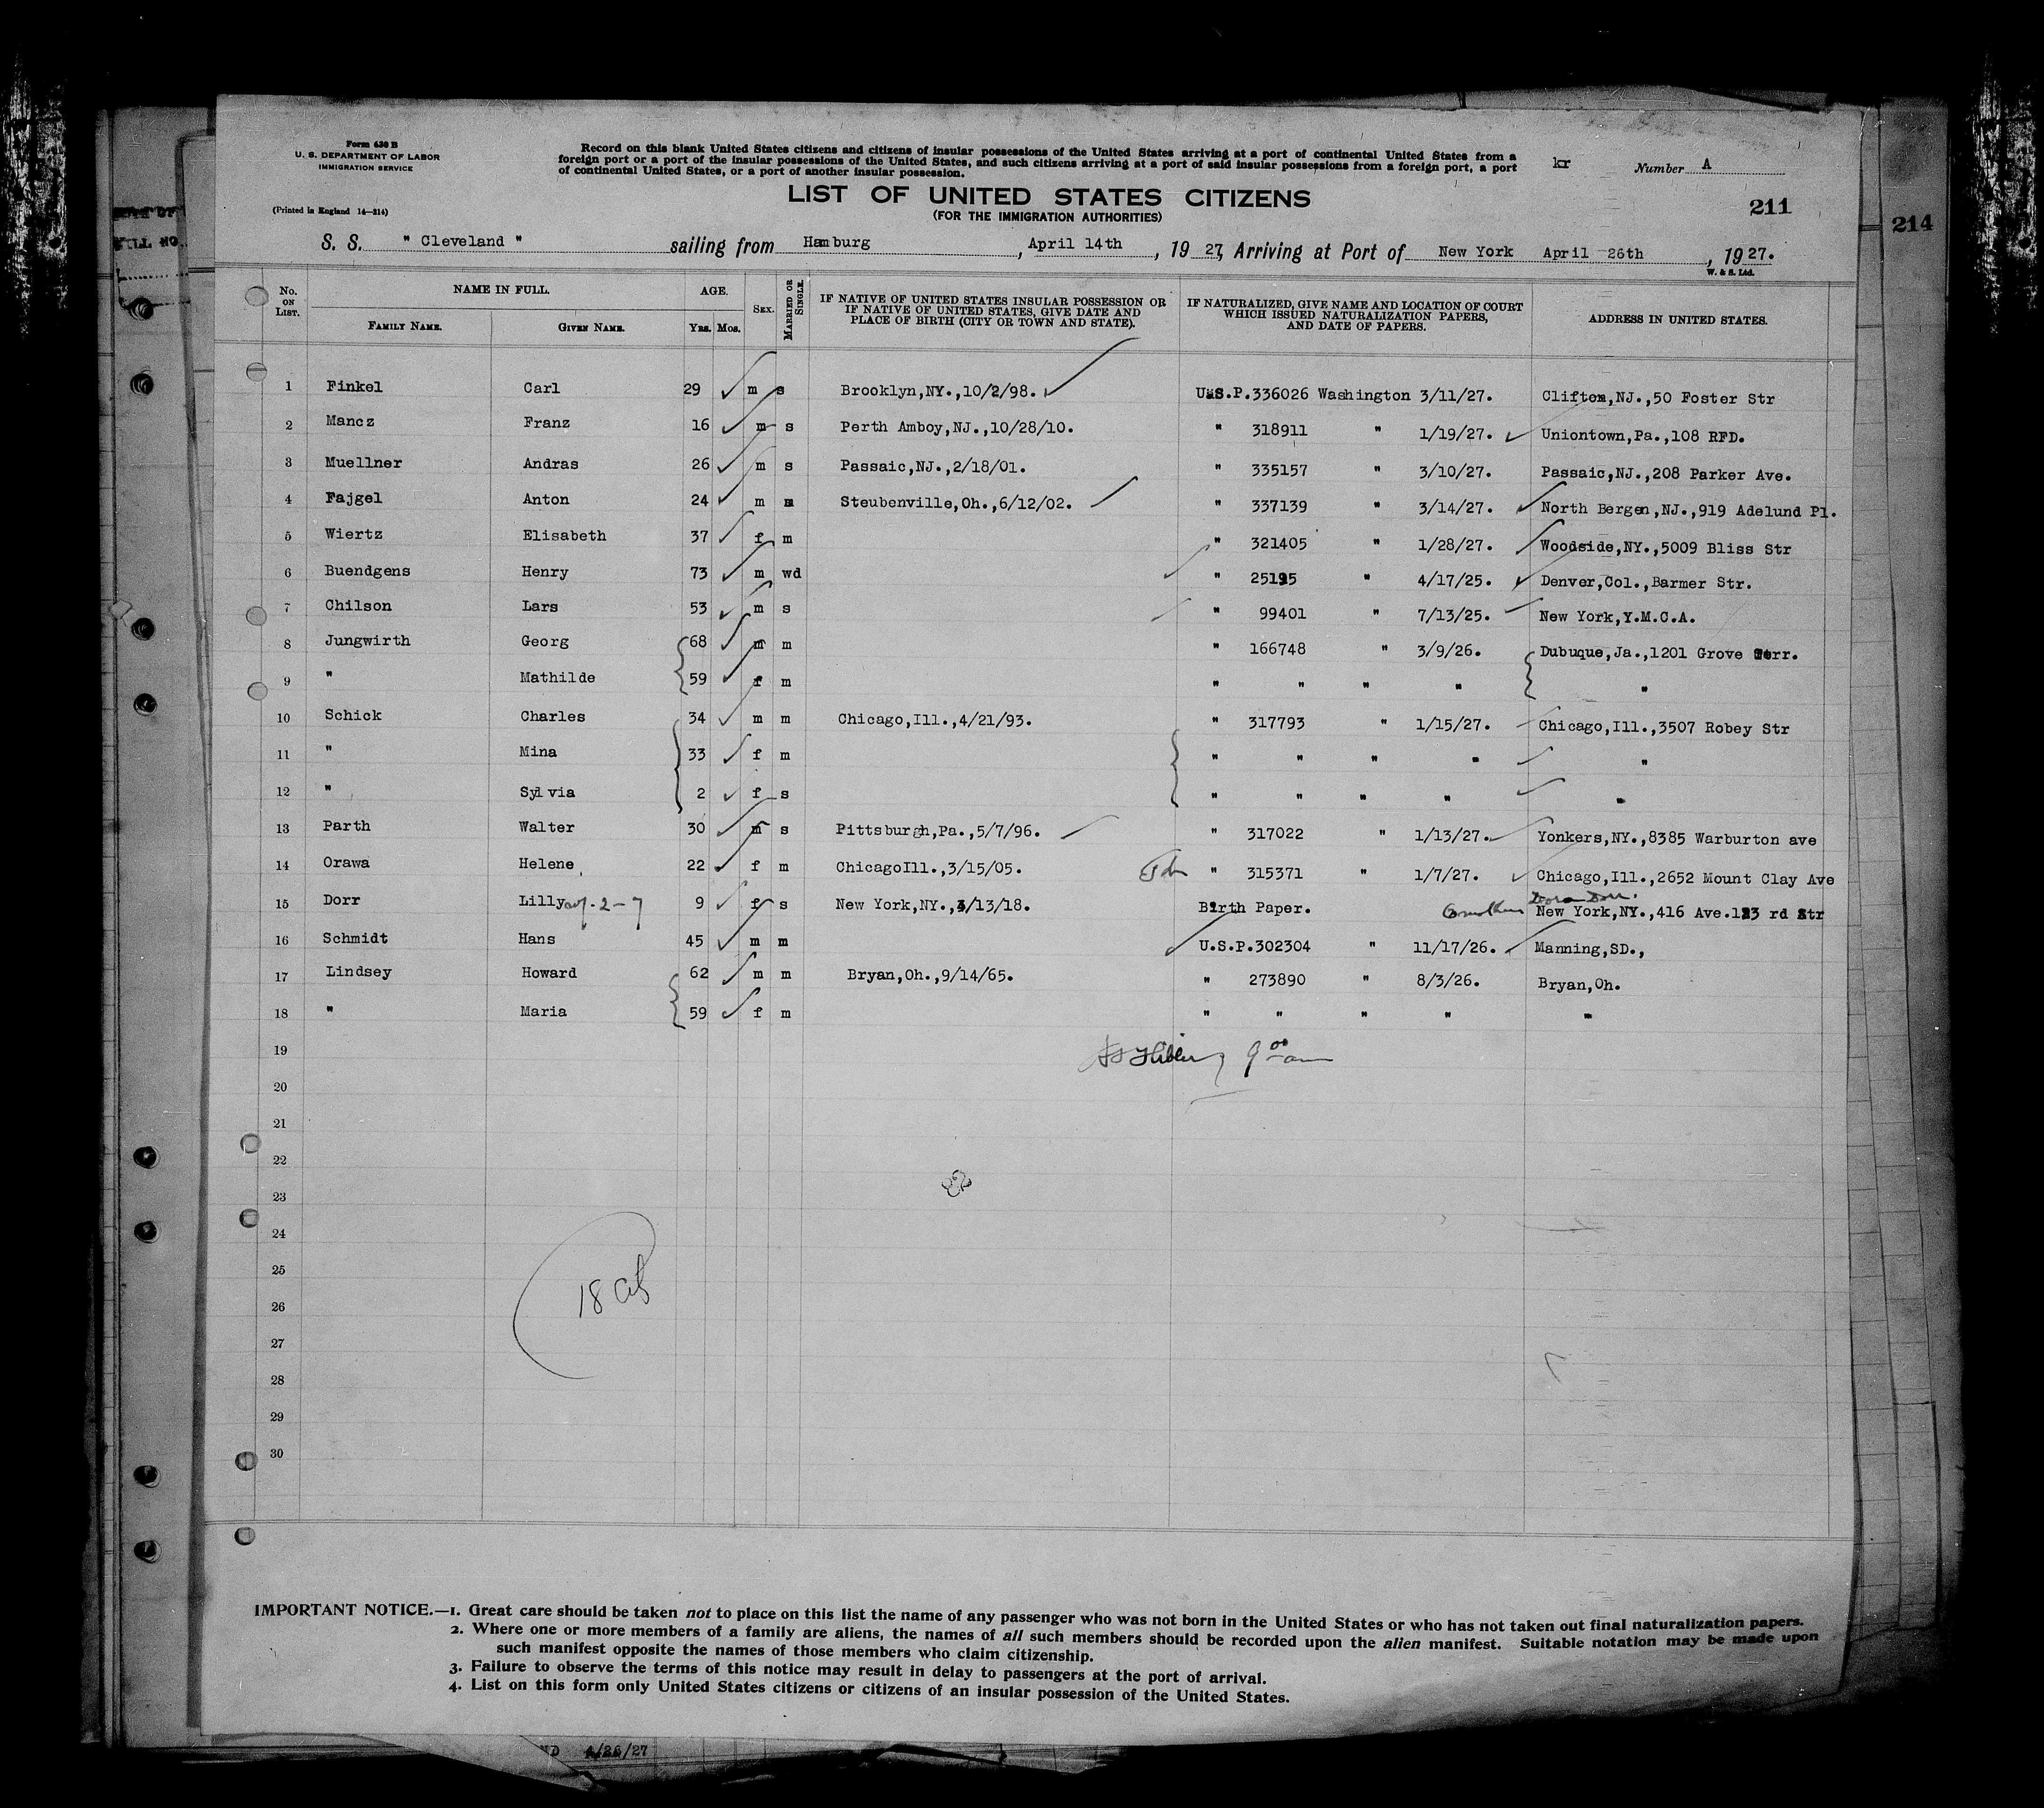 Form 630 B
U. S. DEPARTMENT OF LABOR
IMMIGRATION SERVICE
(Printed in England 14—214)
Record on this blank United States citizens and citizens of insular possessions of the United States arriving at a port of continental United States from a
foreign port or a port of the insular possessions of the United States, and such citizens arriving at a port of said insular possessions from a foreign port, a port
of continental United States, or a port of another insular possession.
kr Number A
LIST OF UNITED STATES CITIZENS
(FOR THE IMMIGRATION AUTHORITIES)
211
214
S. S. " Cleveland " sailing from Hamburg, April 14th, 1927, Arriving at Port of New York April 26th, 1927.
W. & S. Ltd.
No. ON LIST. NAME IN FULL. AGE. SEX. MARRIED OR SINGLE. IF NATIVE OF UNITED STATES INSULAR POSSESSION OR IF NATIVE OF UNITED STATES, GIVE DATE AND PLACE OF BIRTH (CITY OR TOWN AND STATE). IF NATURALIZED, GIVE NAME AND LOCATION OF COURT WHICH ISSUED NATURALIZATION PAPERS, AND DATE OF PAPERS. ADDRESS IN UNITED STATES.
FAMILY NAME. GIVEN NAME. YRS. MOS.
1 Finkel Carl 29 m s Brooklyn,NY.,10/2/98. U.S.P.336026 Washington 3/11/27. Clifton,NJ.,50 Foster Str
2 Mancz Franz 16 m s Perth Amboy,NJ.,10/28/10. " 318911 " 1/19/27. Uniontown,Pa.,108 RFD.
3 Muellner Andras 26 m s Passaic,NJ.,2/18/01. " 335157 " 3/10/27. Passaic,NJ.,208 Parker Ave.
4 Fajgel Anton 24 m Steubenville,Oh.,6/12/02. " 337139 " 3/14/27. North Bergen,NJ.,919 Adelund Pl.
5 Wiertz Elisabeth 37 f m " 321405 " 1/28/27. Woodside,NY.,5009 Bliss Str
6 Buendgens Henry 73 m wd " 25195 " 4/17/25. Denver,Col.,Barmer Str.
7 Chilson Lars 53 m s " 99401 " 7/13/25. New York,Y.M.C.A.
8 Jungwirth Georg 68 m m " 166748 " 3/9/26. Dubuque,Ja.,1201 Grove Terr.
9 " Mathilde 59 f m " " " " "
10 Schick Charles 34 m m Chicago,Ill.,4/21/93. " 317793 " 1/15/27. Chicago,Ill.,3507 Robey Str
11 " Mina 33 f m " " " " "
12 " Sylvia 2 f s " " " " "
13 Parth Walter 30 m s Pittsburgh,Pa.,5/7/96. " 317022 " 1/13/27. Yonkers,NY.,8385 Warburton ave
14 Orawa Helene 22 f m ChicagoIll.,3/15/05. " 315371 " 1/7/27. Chicago,Ill.,2652 Mount Clay Ave
15 Dorr Lilly 9 f s New York,NY.,3/13/18. Birth Paper. New York,NY.,416 Ave.123 rd Str
16 Schmidt Hans 45 m m U.S.P.302304 " 11/17/26. Manning,SD.,
17 Lindsey Howard 62 m m Bryan,Oh.,9/14/65. " 273890 " 8/3/26. Bryan,Oh.
18 " Maria 59 f m " " " " "
19
20
21
22
23
24
25
26
27
28
29
30
IMPORTANT NOTICE.—1. Great care should be taken not to place on this list the name of any passenger who was not born in the United States or who has not taken out final naturalization papers.
2. Where one or more members of a family are aliens, the names of all such members should be recorded upon the alien manifest. Suitable notation may be made upon
such manifest opposite the names of those members who claim citizenship.
3. Failure to observe the terms of this notice may result in delay to passengers at the port of arrival.
4. List on this form only United States citizens or citizens of an insular possession of the United States.
4/26/27